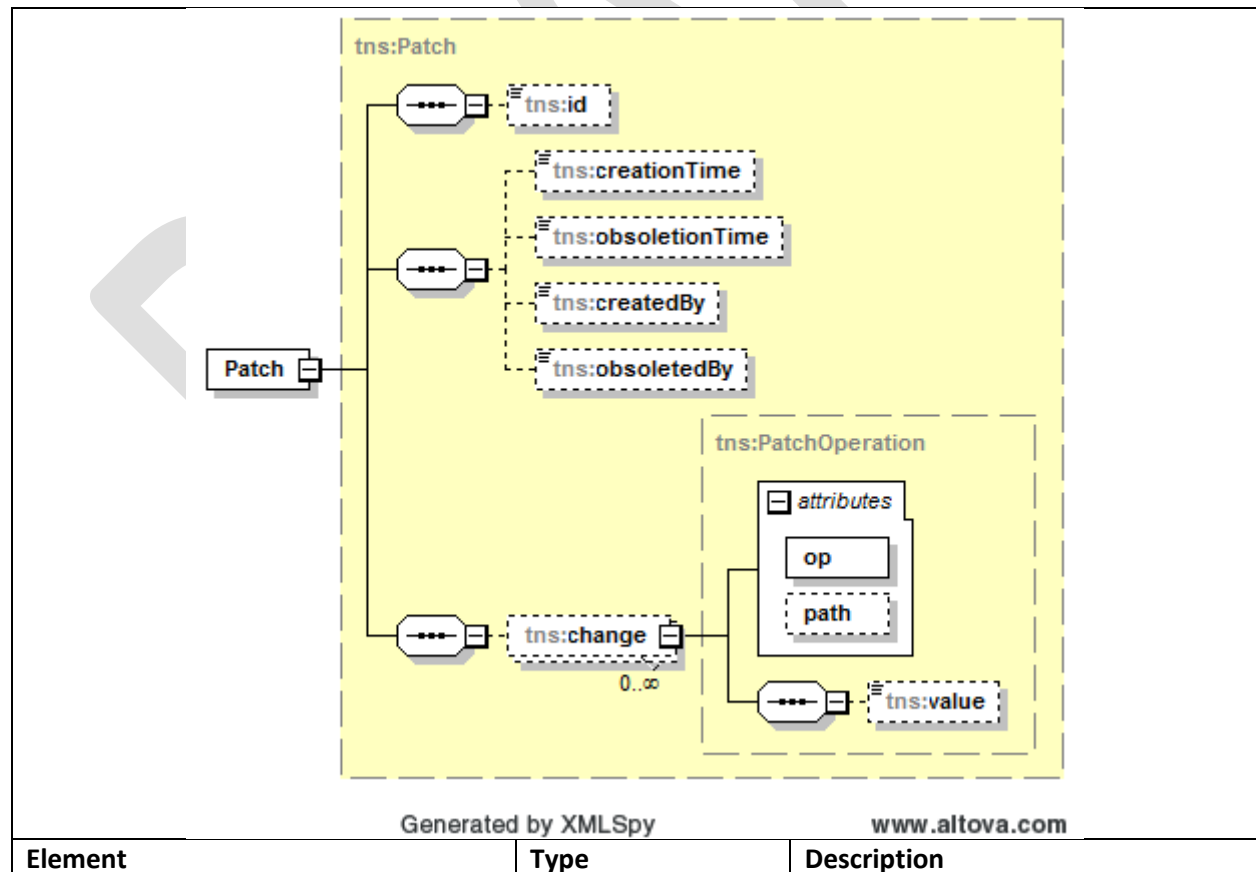 tns:Patch
tns:id
tns:creationTime
tns:obsoletionTime
tns:createdBy
tns:obsoletedBy
Patch
tns:PatchOperation
attributes
op
path
tns:change
0..∞
tns:value
Generated by XMLSpy www.altova.com
Element Type Description